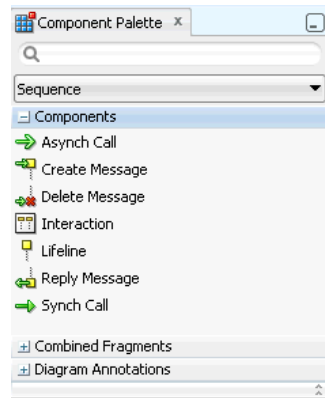 Component Palette x
Sequence
Components
Asynch Call
Create Message
Delete Message
Interaction
Lifeline
Reply Message
Synch Call
Combined Fragments
Diagram Annotations